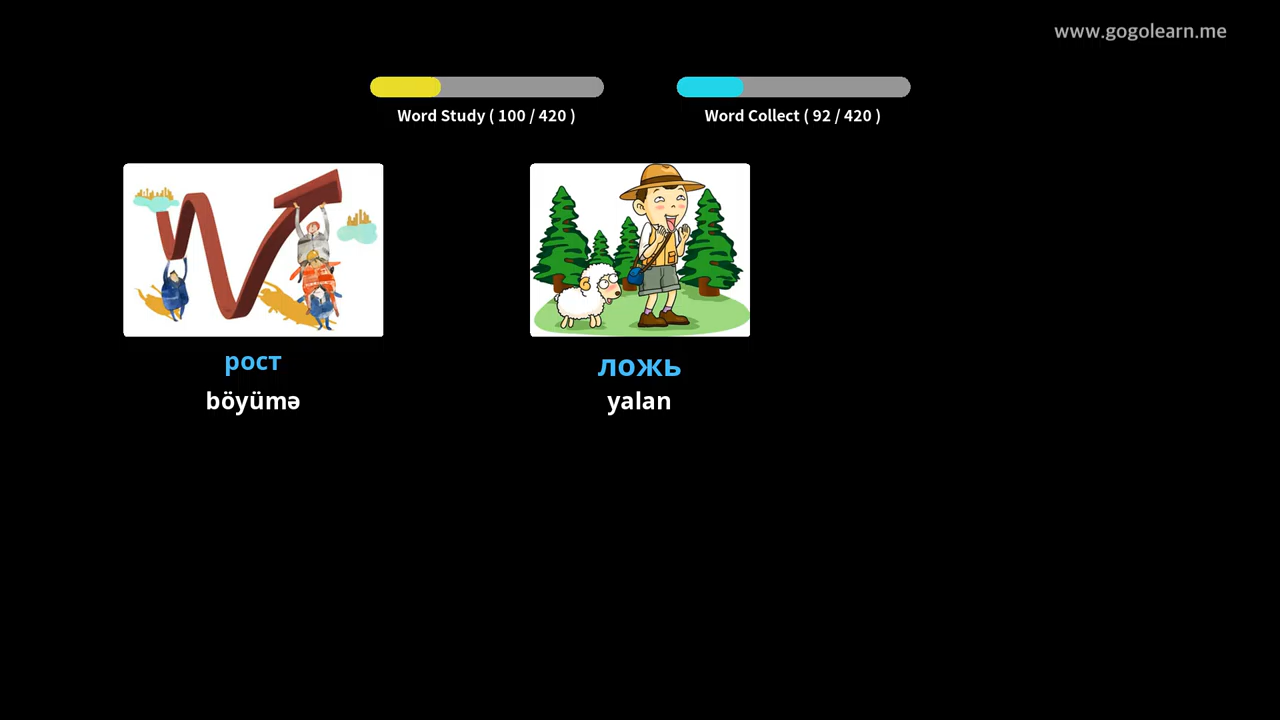 www.gogolearn.me
Word Study ( 100 / 420 )
Word Collect ( 92 / 420 )
рост
böyümə
ложь
yalan